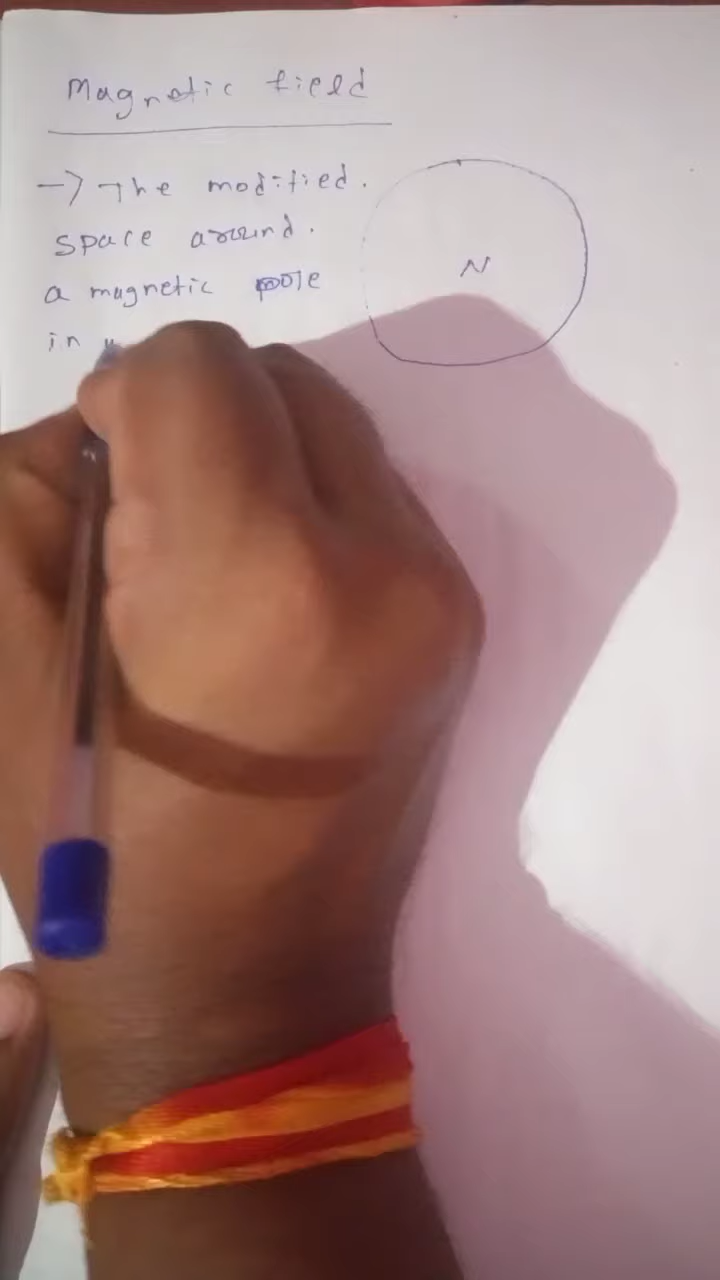 Magnetic field
→ The modified.
space around.
a magnetic pole
in
N